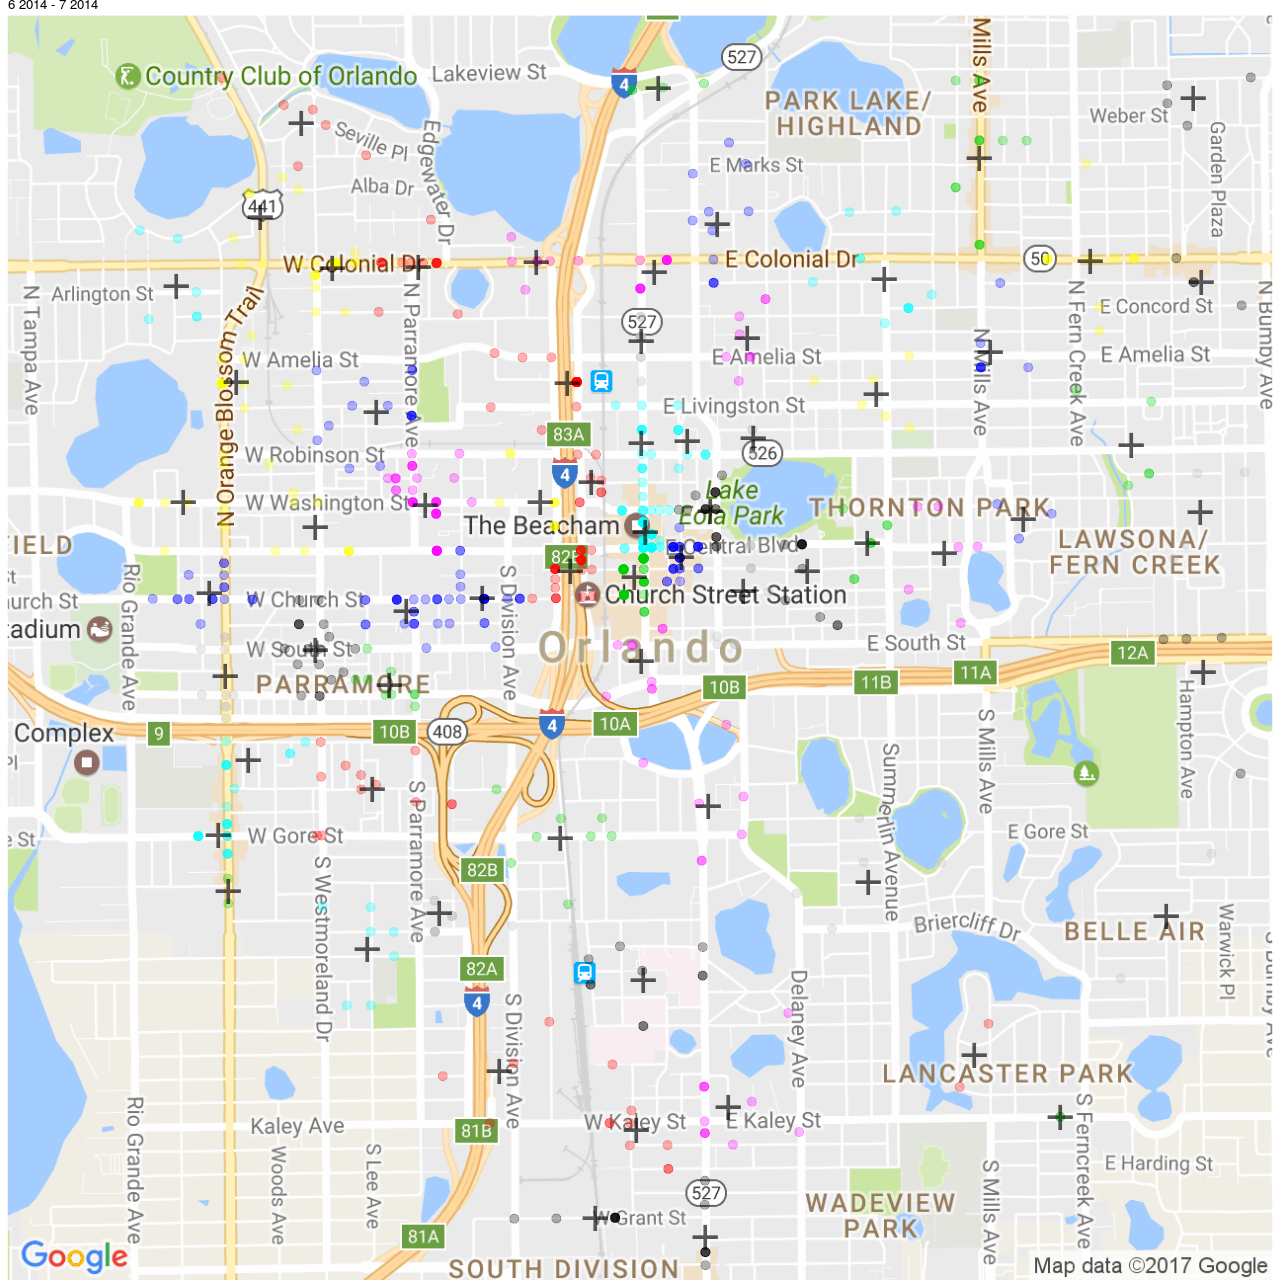 6 2014 - 7 2014
Mills Ave
527
Country Club of Orlando
Lakeview St
4
PARK LAKE/
HIGHLAND
Weber St
Garden Plaza
Seville Pl
Edgewater Dr
E Marks St
Alba Dr
441
W Colonial Dr
E Colonial Dr
50
Arlington St
N Tampa Ave
N Orange Blossom Trail
N Parramore Ave
527
N Mills Ave
N Fern Creek Ave
E Concord St
N Bumby Ave
W Amelia St
E Amelia St
E Amelia St
E Livingston St
83A
W Robinson St
526
4
Lake
Eola Park
W Washington St
THORNTON PARK
The Beacham
FIELD
82B
E Central Blvd
LAWSONA/
FERN CREEK
Rio Grande Ave
S Division Ave
W Church St
Church Street Station
tadium
W South St
Orlando
E South St
12A
PARRAMORE
10B
11B
11A
Hampton Ave
Complex
9
10B
408
4
10A
S Mills Ave
Pl
Summerlin Avenue
S Parramore Ave
e St
W Gore St
E Gore St
S Westmoreland Dr
82B
Briercliff Dr
BELLE AIR
Warwick Pl
S Bumby Ave
82A
4
S Division Ave
Delaney Ave
LANCASTER PARK
Rio Grande Ave
Kaley Ave
81B
W Kaley St
E Kaley St
S Ferncreek Ave
Woods Ave
S Lee Ave
S Mills Ave
E Harding St
527
WADEVIEW
PARK
W Grant St
81A
Google
SOUTH DIVISION
Map data ©2017 Google